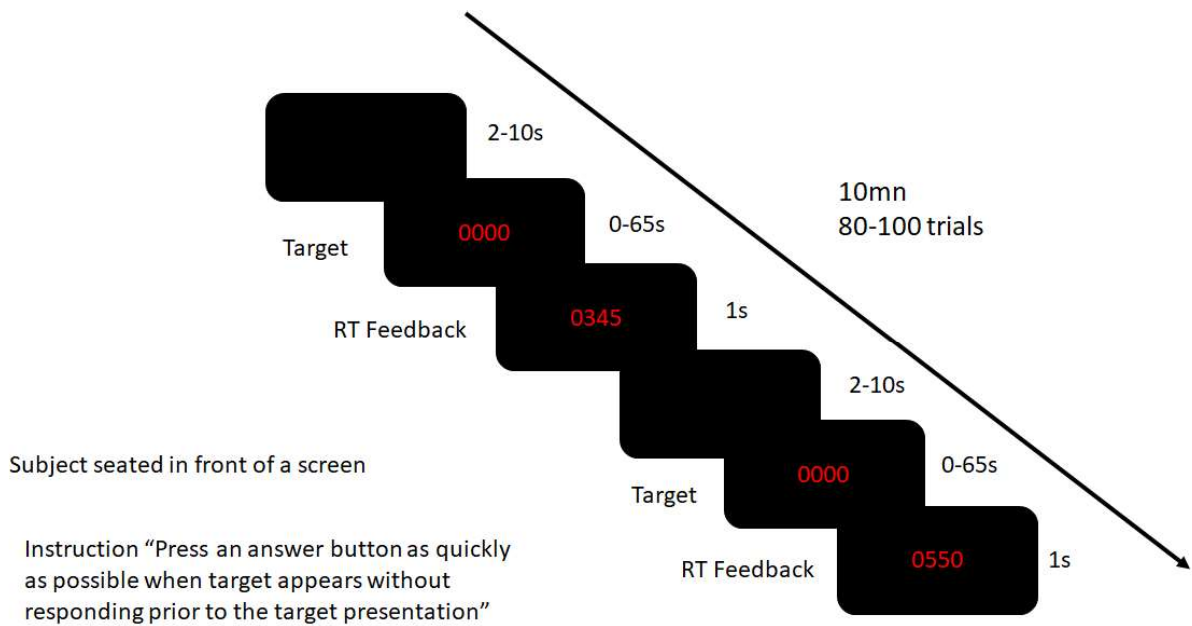 2-10s
0000
0-65s
Target
10mn
80-100 trials
0345
1s
RT Feedback
2-10s
Subject seated in front of a screen
0000
0-65s
Target
Instruction “Press an answer button as quickly
as possible when target appears without
responding prior to the target presentation”
0550
1s
RT Feedback